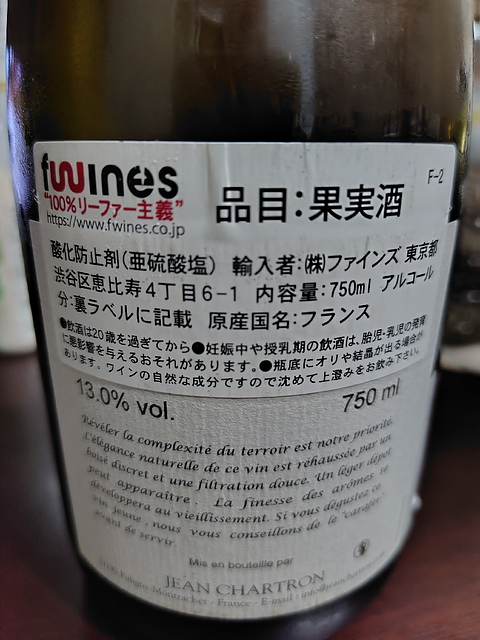 fwines
"100%リーファー主義"
https://www.fwines.co.jp
品目:果実酒
F-2
酸化防止剤(亜硫酸塩) 輸入者:(株)ファインズ 東京都
渋谷区恵比寿4丁目6-1 内容量:750ml アルコール
分:裏ラベルに記載 原産国名:フランス
●飲酒は20歳を過ぎてから●妊娠中や授乳期の飲酒は、胎児・乳児の発育
に悪影響を与えるおそれがあります。●瓶底にオリや結晶が出る場合が
あります。ワインの自然な成分ですので沈めて上澄みをお飲み下さい。
13.0% vol.
750 ml
Révéler la complexité du terroir est notre priorité.
L'élégance naturelle de ce vin est réhaussée par un
boisé discret et une filtration douce. Un léger dépôt
peut apparaître. La finesse des arômes se
développera au vieillissement. Si vous dégustez ce
vin jeune, nous vous conseillons de le "carafer"
avant de servir.
Mis en bouteille par
JEAN CHARTRON
Puligny-Montrachet - France - E-mail : info@jeanchartron.com